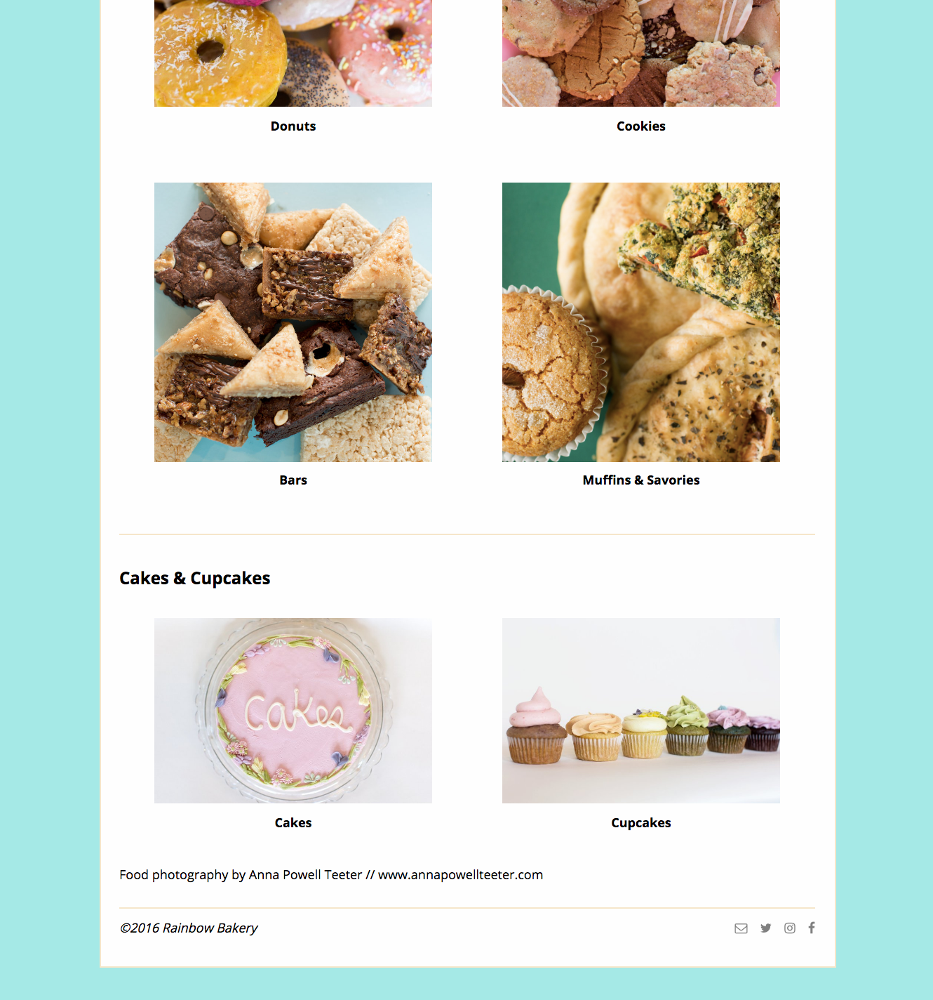 Donuts
Cookies
Bars
Muffins & Savories
Cakes & Cupcakes
Cakes
Cakes
Cupcakes
Food photography by Anna Powell Teeter // www.annapowellteeter.com
©2016 Rainbow Bakery